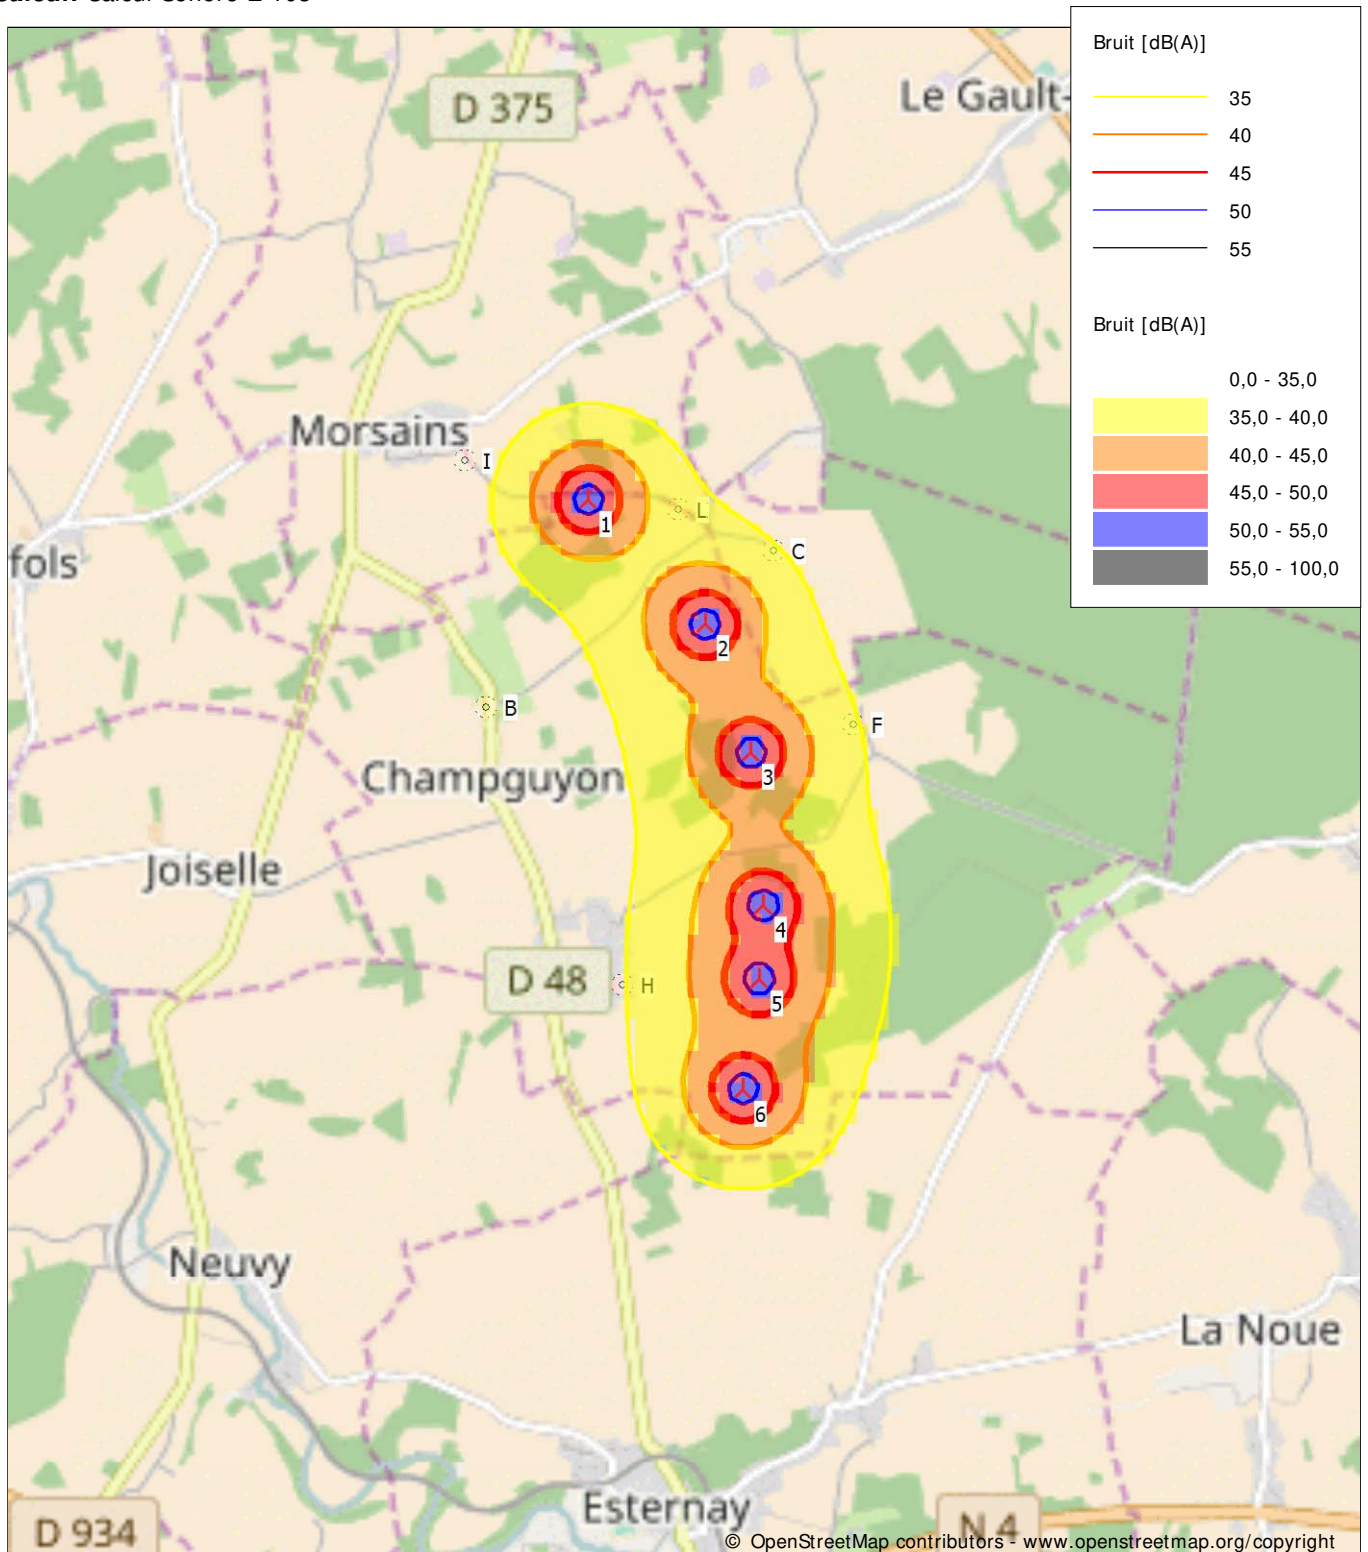 Calcul Sonore E-103
Bruit [dB(A)]
35
40
45
50
55
Bruit [dB(A)]
0,0 - 35,0
35,0 - 40,0
40,0 - 45,0
45,0 - 50,0
50,0 - 55,0
55,0 - 100,0
D 375
Le Gault-
Morsains
I
1
L
C
fols
2
B
F
3
Champguyon
Joiselle
4
D 48
H
5
6
Neuvy
La Noue
Esternay
D 934
N 4
© OpenStreetMap contributors - www.openstreetmap.org/copyright